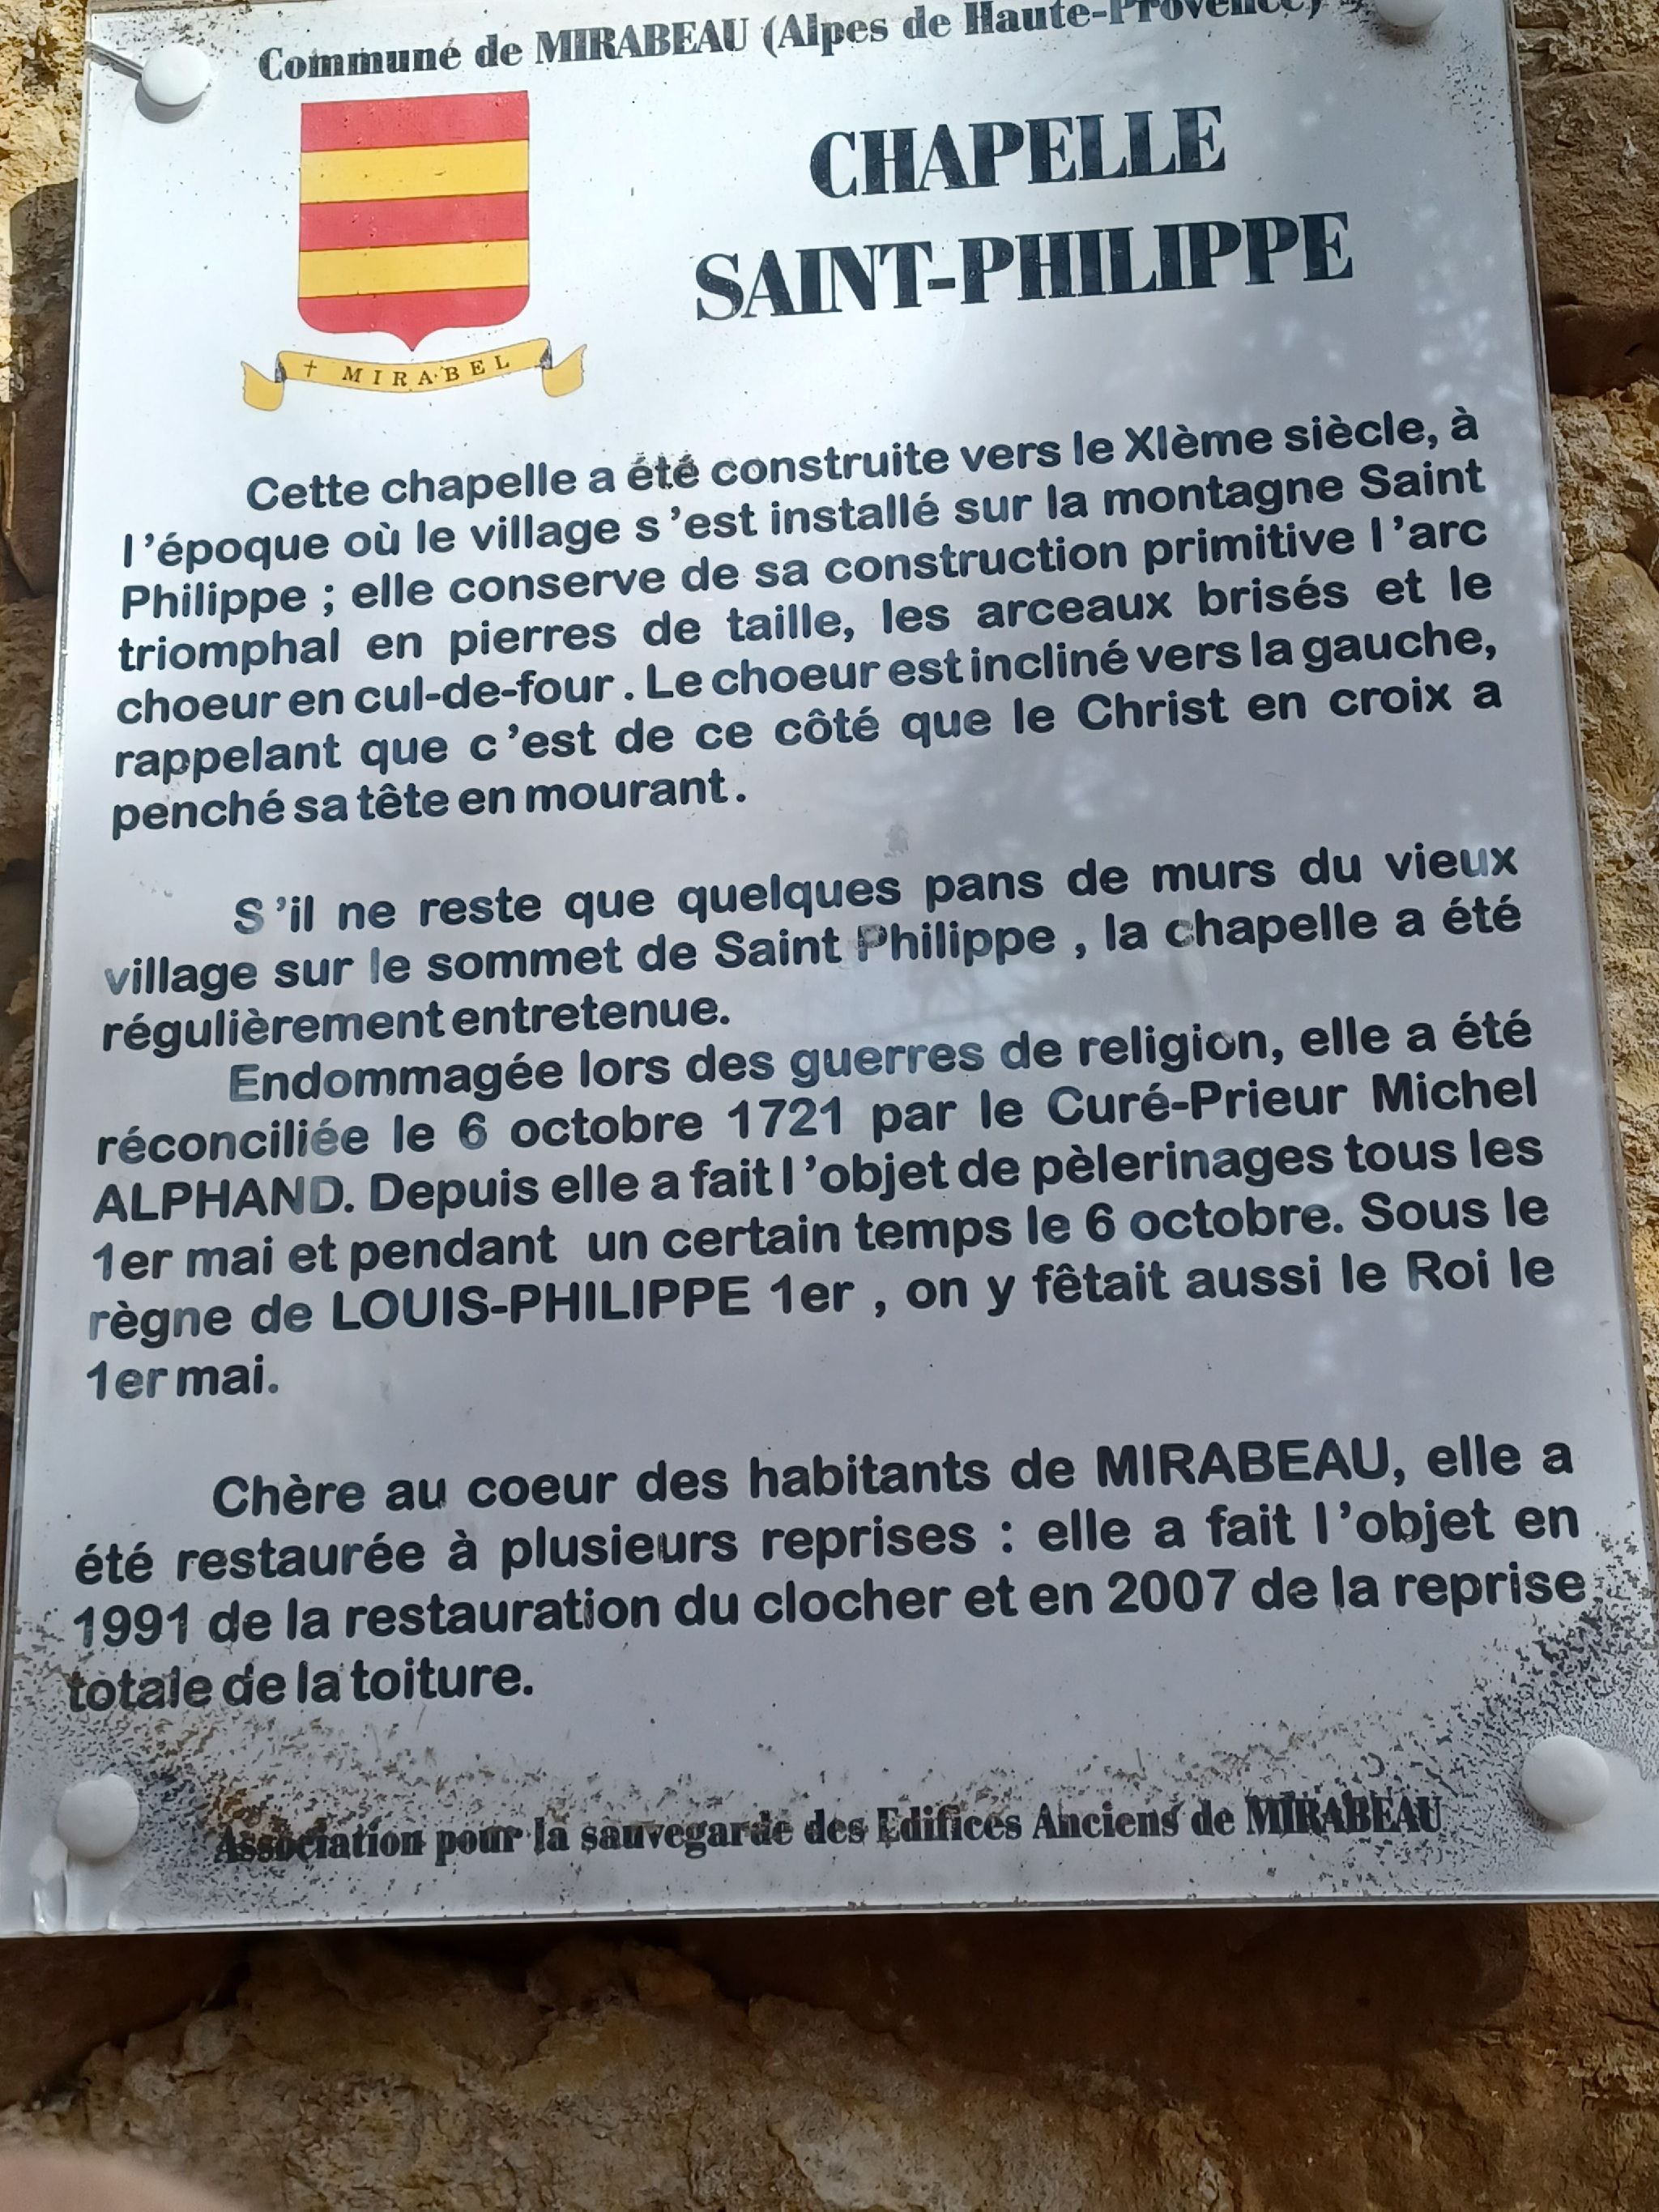 Commune de MIRABEAU (Alpes de Haute-Provence)
CHAPELLE
SAINT-PHILIPPE
† MIRABEL
Cette chapelle a été construite vers le XIème siècle, à
l'époque où le village s'est installé sur la montagne Saint
Philippe ; elle conserve de sa construction primitive l'arc
triomphal en pierres de taille, les arceaux brisés et le
choeur en cul-de-four . Le choeur est incliné vers la gauche,
rappelant que c'est de ce côté que le Christ en croix a
penché sa tête en mourant .
S'il ne reste que quelques pans de murs du vieux
village sur le sommet de Saint Philippe , la chapelle a été
régulièrement entretenue.
Endommagée lors des guerres de religion, elle a été
réconciliée le 6 octobre 1721 par le Curé-Prieur Michel
ALPHAND. Depuis elle a fait l'objet de pèlerinages tous les
1er mai et pendant un certain temps le 6 octobre. Sous le
règne de LOUIS-PHILIPPE 1er , on y fêtait aussi le Roi le
1er mai.
Chère au coeur des habitants de MIRABEAU, elle a
été restaurée à plusieurs reprises : elle a fait l'objet en
1991 de la restauration du clocher et en 2007 de la reprise
totale de la toiture.
Association pour la sauvegarde des Edifices Anciens de MIRABEAU